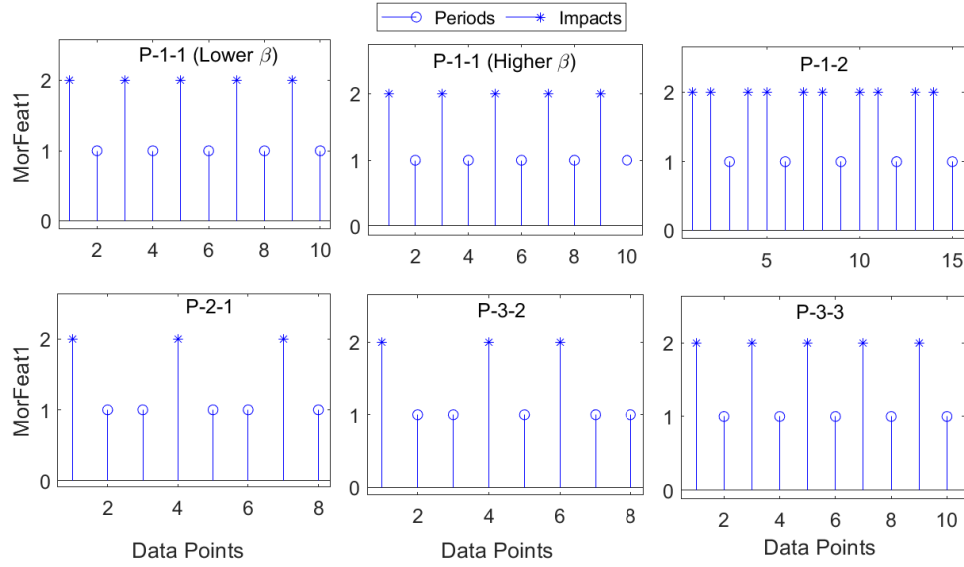 Periods Impacts
P-1-1 (Lower β)
MorFeat1
2
1
0
2 4 6 8 10
P-1-1 (Higher β)
2
1
0
2 4 6 8 10
P-1-2
2
1
0
5 10 15
P-2-1
MorFeat1
2
1
0
2 4 6 8
Data Points
P-3-2
2
1
0
2 4 6 8
Data Points
P-3-3
2
1
0
2 4 6 8 10
Data Points